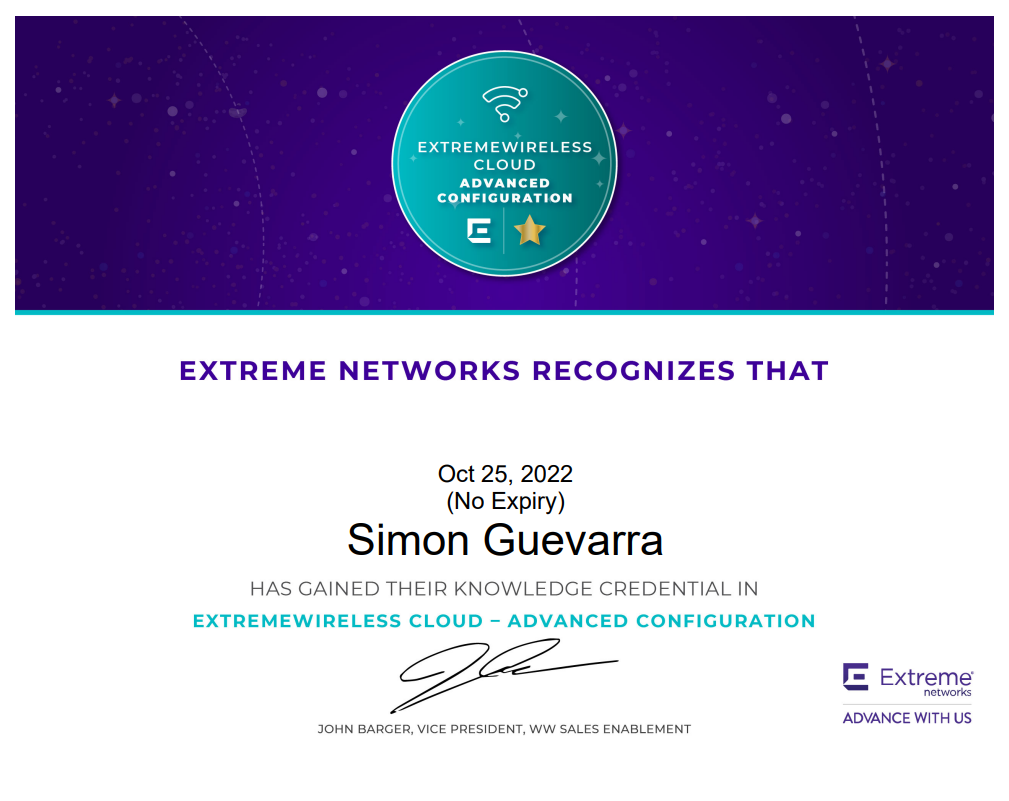 EXTREMEWIRELESS
CLOUD
ADVANCED
CONFIGURATION
EXTREME NETWORKS RECOGNIZES THAT
Oct 25, 2022
(No Expiry)
Simon Guevarra
HAS GAINED THEIR KNOWLEDGE CREDENTIAL IN
EXTREMEWIRELESS CLOUD – ADVANCED CONFIGURATION
JOHN BARGER, VICE PRESIDENT, WW SALES ENABLEMENT
Extreme®
networks
ADVANCE WITH US